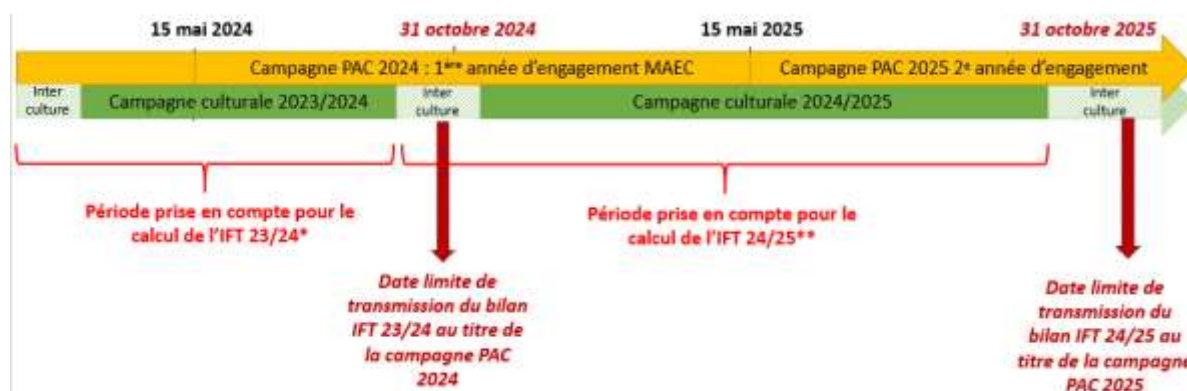 15 mai 2024
31 octobre 2024
15 mai 2025
31 octobre 2025
Campagne PAC 2024 : 1ère année d'engagement MAEC
Campagne PAC 2025 2e année d'engagement
Inter
culture
Campagne culturale 2023/2024
Inter
culture
Campagne culturale 2024/2025
Inter
culture
Période prise en compte pour le
calcul de l'IFT 23/24*
Période prise en compte pour le
calcul de l'IFT 24/25**
Date limite de
transmission du bilan
IFT 23/24 au titre de
la campagne PAC
2024
Date limite de
transmission du
bilan IFT 24/25 au
titre de la campagne
PAC 2025